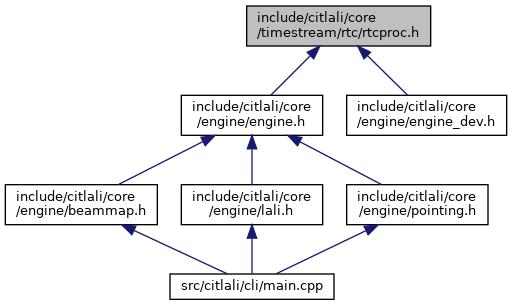 include/citlali/core
/timestream/rtc/rtcproc.h
include/citlali/core
/engine/engine.h
include/citlali/core
/engine/engine_dev.h
include/citlali/core
/engine/beammap.h
include/citlali/core
/engine/lali.h
include/citlali/core
/engine/pointing.h
src/citlali/cli/main.cpp